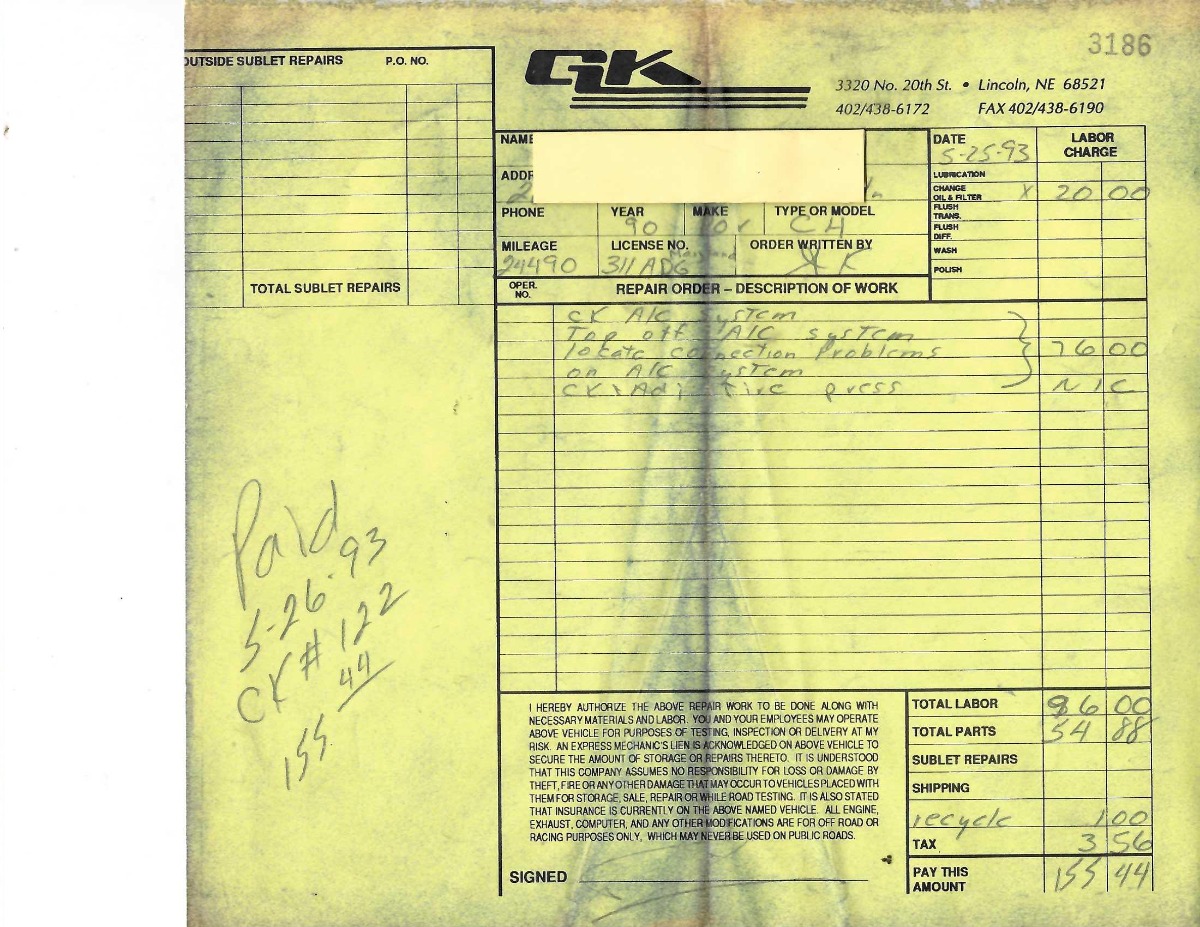 3186
OUTSIDE SUBLET REPAIRS P.O. NO.
GK
3320 No. 20th St. • Lincoln, NE 68521
402/438-6172 FAX 402/438-6190
NAME
DATE 5-25-93
LABOR CHARGE
ADDR
LUBRICATION
CHANGE OIL & FILTER X 20 00
FLUSH TRANS.
FLUSH DIFF.
WASH
POLISH
PHONE
YEAR 90
MAKE
TYPE OR MODEL
MILEAGE 24490
LICENSE NO. 311 ADG Maryland
ORDER WRITTEN BY
TOTAL SUBLET REPAIRS
OPER. NO. REPAIR ORDER – DESCRIPTION OF WORK
CK A/C System
Top off A/C system
locate connection Problems 76 00
on A/C system
CK & Adj tire press N/C
Paid
5-26-93
CK # 122
155 44
I HEREBY AUTHORIZE THE ABOVE REPAIR WORK TO BE DONE ALONG WITH
NECESSARY MATERIALS AND LABOR. YOU AND YOUR EMPLOYEES MAY OPERATE
ABOVE VEHICLE FOR PURPOSES OF TESTING, INSPECTION OR DELIVERY AT MY
RISK. AN EXPRESS MECHANIC'S LIEN IS ACKNOWLEDGED ON ABOVE VEHICLE TO
SECURE THE AMOUNT OF STORAGE OR REPAIRS THERETO. IT IS UNDERSTOOD
THAT THIS COMPANY ASSUMES NO RESPONSIBILITY FOR LOSS OR DAMAGE BY
THEFT, FIRE OR ANY OTHER DAMAGE THAT MAY OCCUR TO VEHICLES PLACED WITH
THEM FOR STORAGE, SALE, REPAIR OR WHILE ROAD TESTING. IT IS ALSO STATED
THAT INSURANCE IS CURRENTLY ON THE ABOVE NAMED VEHICLE. ALL ENGINE,
EXHAUST, COMPUTER, AND ANY OTHER MODIFICATIONS ARE FOR OFF ROAD OR
RACING PURPOSES ONLY, WHICH MAY NEVER BE USED ON PUBLIC ROADS.
SIGNED
TOTAL LABOR 96 00
TOTAL PARTS 54 88
SUBLET REPAIRS
SHIPPING
recycle 1 00
TAX 3 56
PAY THIS AMOUNT 155 44